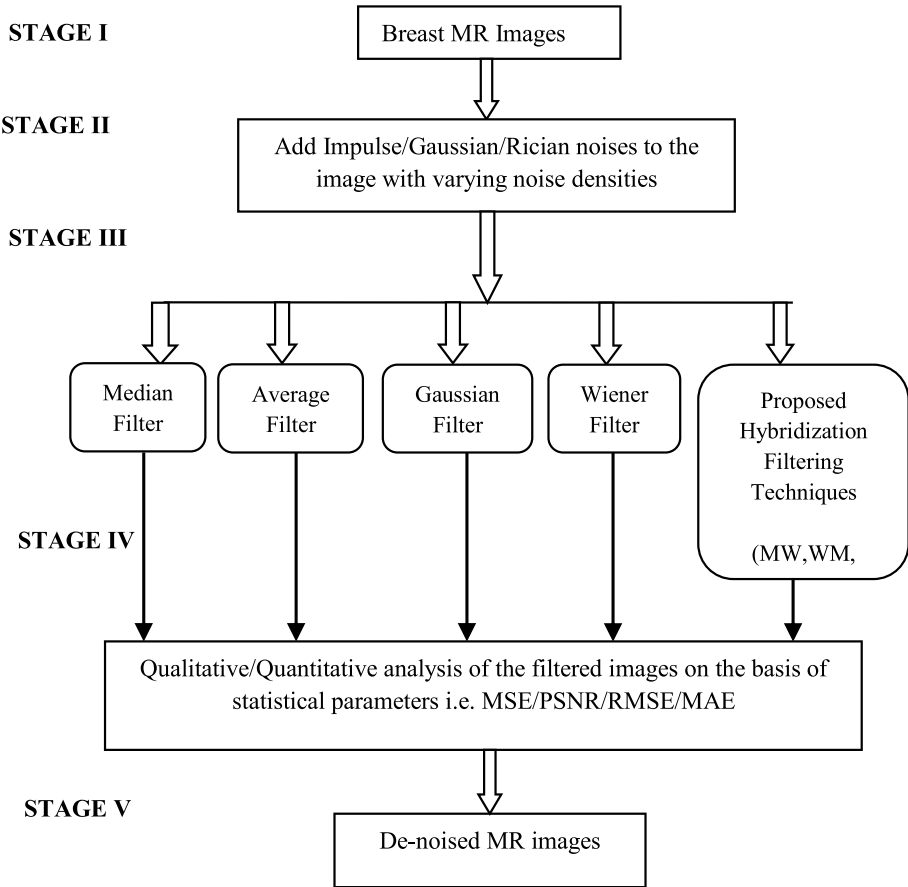 STAGE I
Breast MR Images
STAGE II
Add Impulse/Gaussian/Rician noises to the
image with varying noise densities
STAGE III
Median
Filter
Average
Filter
Gaussian
Filter
Wiener
Filter
Proposed
Hybridization
Filtering
Techniques
(MW,WM,
STAGE IV
Qualitative/Quantitative analysis of the filtered images on the basis of
statistical parameters i.e. MSE/PSNR/RMSE/MAE
STAGE V
De-noised MR images